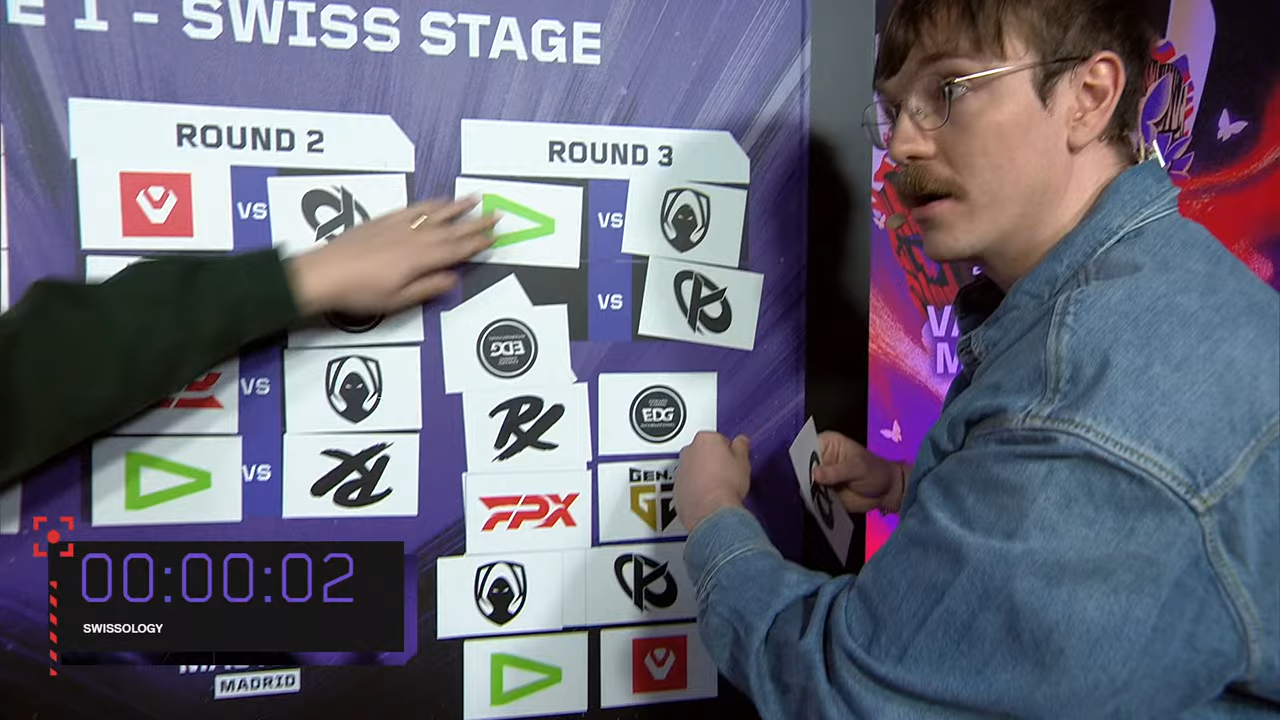 E 1 - SWISS STAGE
ROUND 2
ROUND 3
VS
VS
VS
EDG
VS
EDG
GEN.
VS
FPX
00:00:02
SWISSOLOGY
MADRID